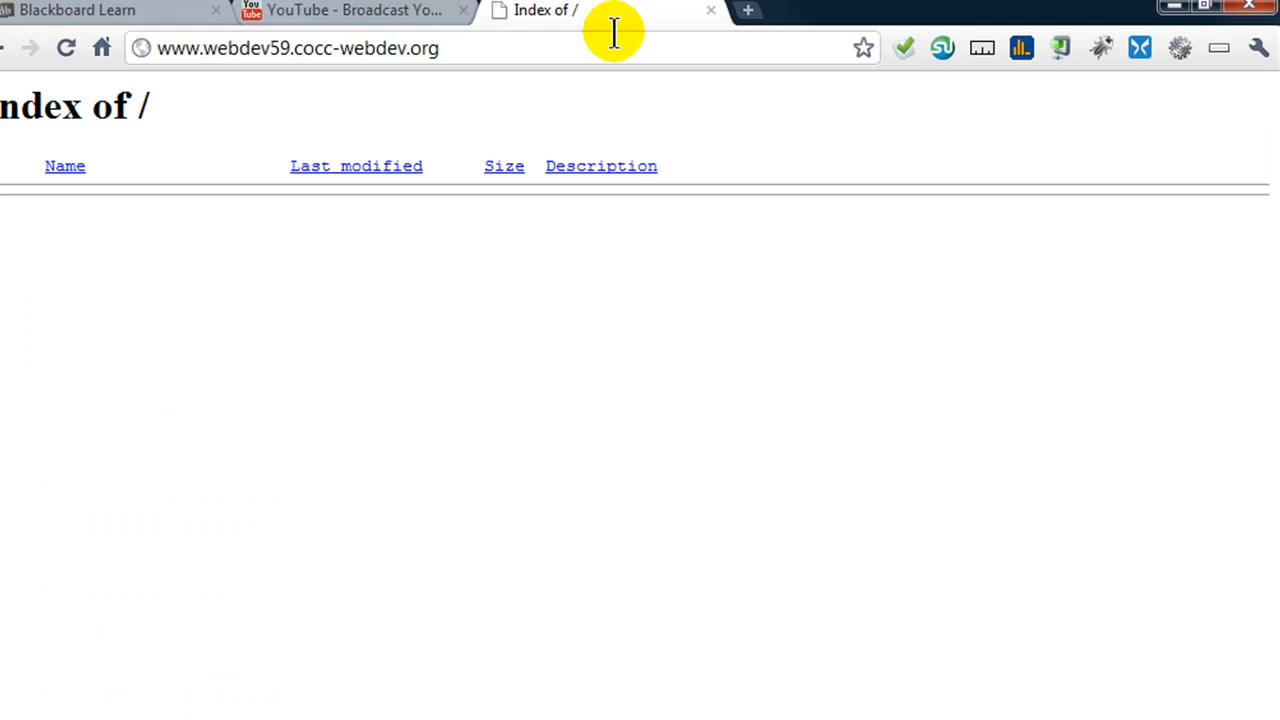 Blackboard Learn
YouTube - Broadcast Yo...
Index of /
www.webdev59.cocc-webdev.org
ndex of /
Name Last modified Size Description